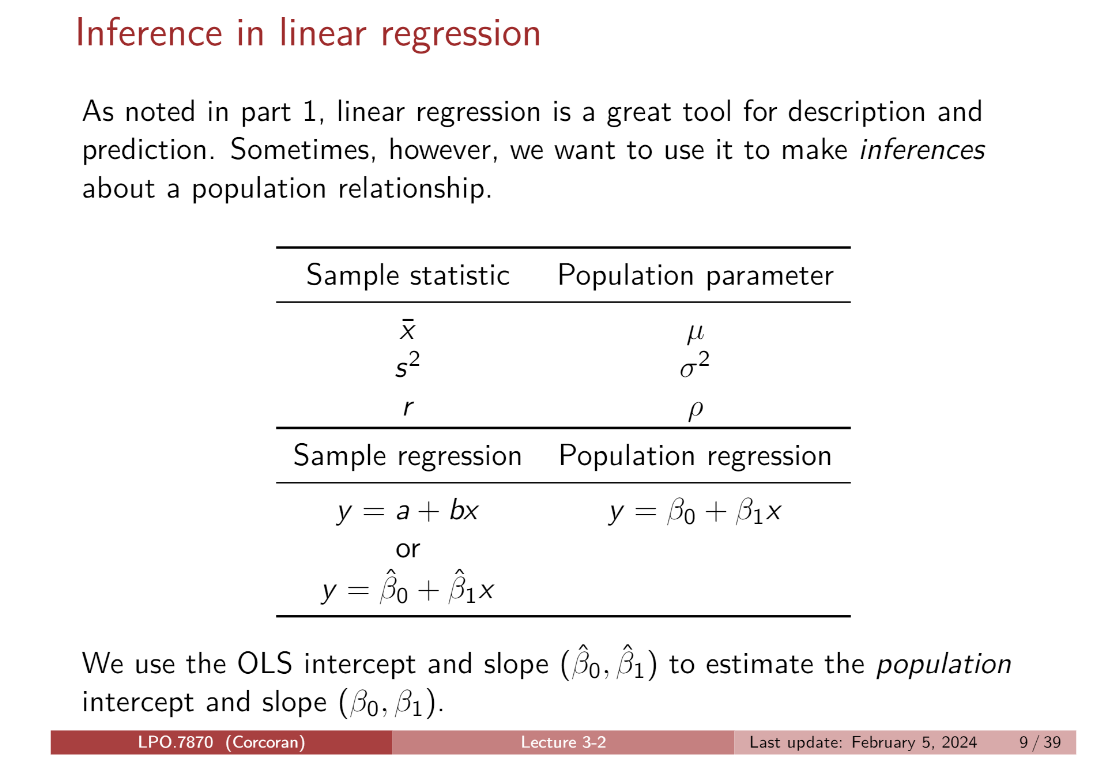 Inference in linear regression
As noted in part 1, linear regression is a great tool for description and
prediction. Sometimes, however, we want to use it to make inferences
about a population relationship.
Sample statistic Population parameter
x̄ μ
s² σ²
r ρ
Sample regression Population regression
y = a + bx y = β₀ + β₁x
or
y = β̂₀ + β̂₁x
We use the OLS intercept and slope (β̂₀, β̂₁) to estimate the population
intercept and slope (β₀, β₁).
LPO.7870 (Corcoran) Lecture 3-2 Last update: February 5, 2024 9 / 39